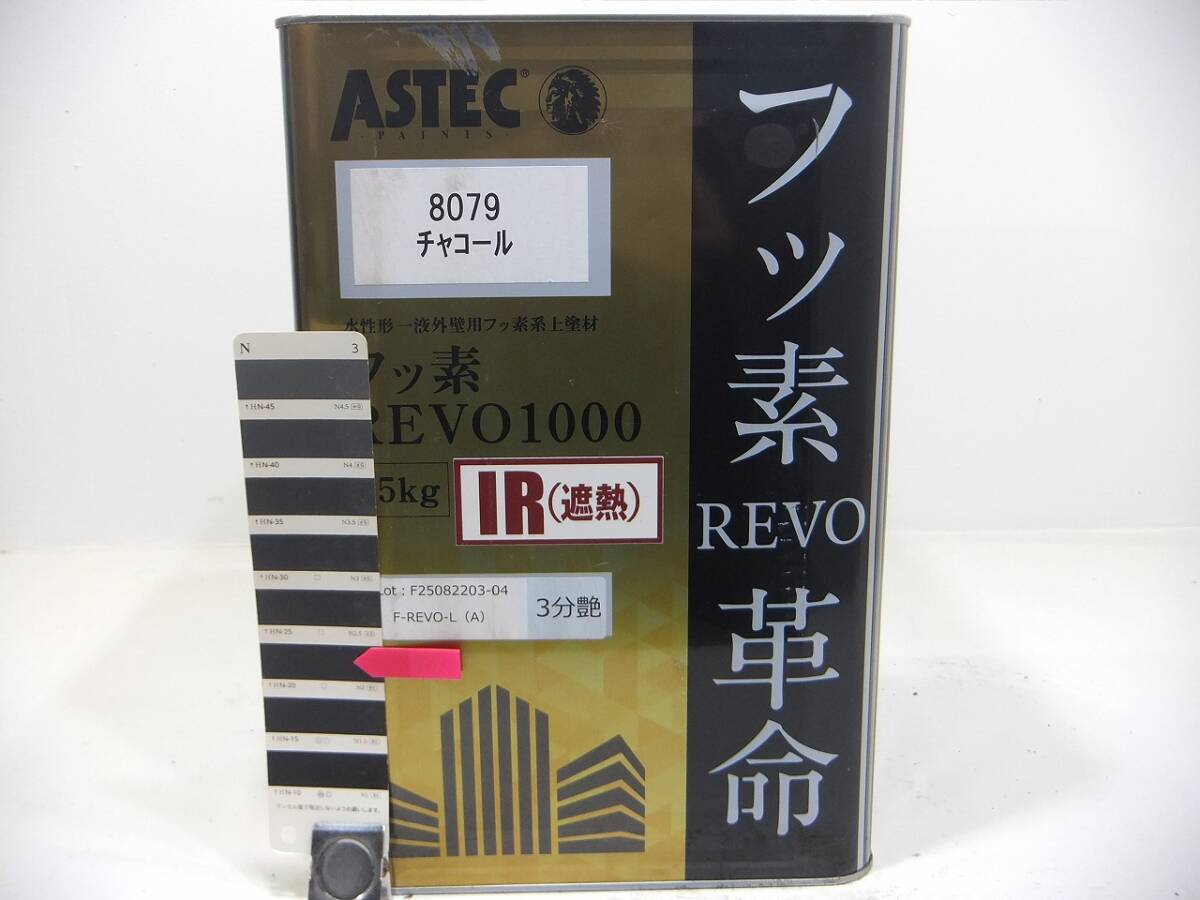 ASTEC®
PAINTS
8079
チャコール
水性形一液外壁用フッ素系上塗材
フッ素
REVO1000
5kg
IR(遮熱)
Lot : F25082203-04
F-REVO-L(A)
3分艶
フッ素
REVO
革命
N 3
↑HN-45 N4.5
↑HN-40 N4
↑HN-35 N3.5
↑HN-30 N3
↑HN-25 N2.5
↑HN-20 N2
↑HN-15 N1.5
↑HN-10 N1